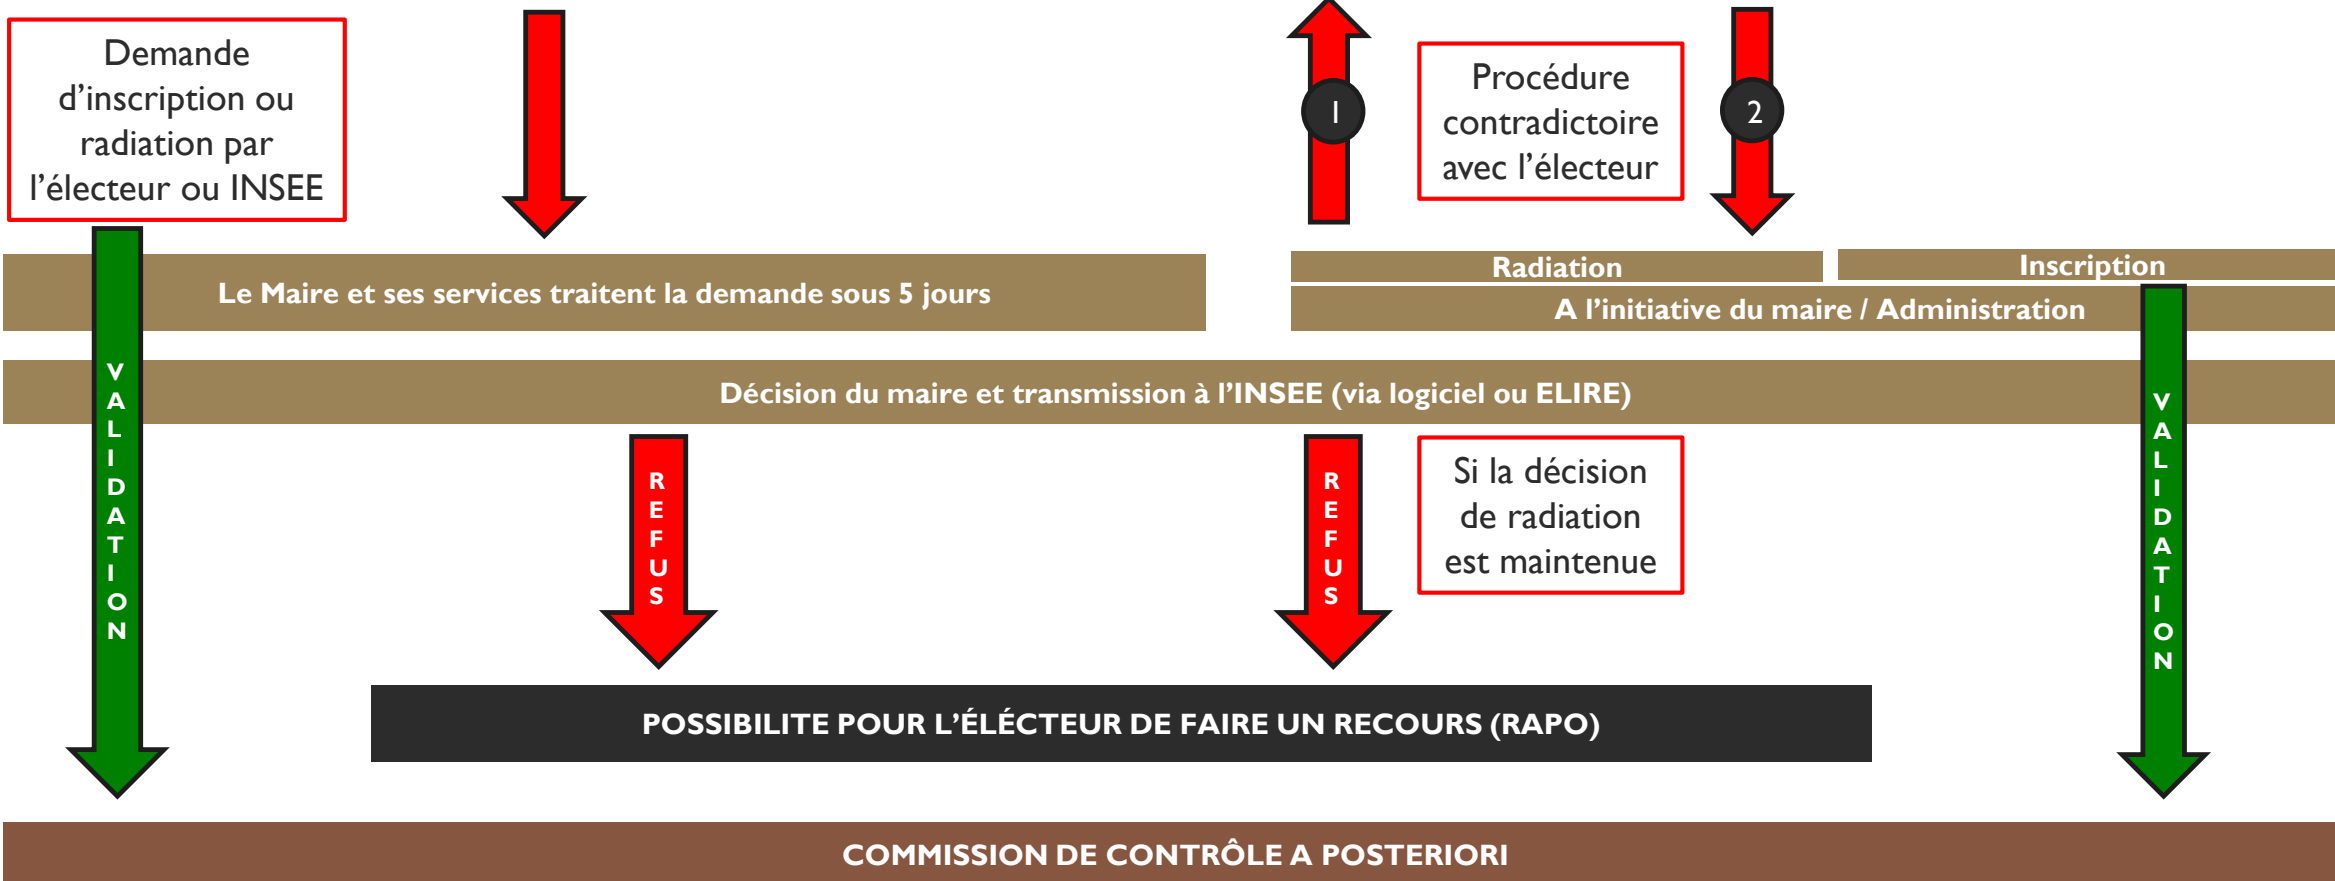 Demande
d’inscription ou
radiation par
l’électeur ou INSEE
1
Procédure
contradictoire
avec l’électeur
2
Le Maire et ses services traitent la demande sous 5 jours
Radiation
Inscription
A l’initiative du maire / Administration
Décision du maire et transmission à l’INSEE (via logiciel ou ELIRE)
VALIDATION
REFUS
REFUS
Si la décision
de radiation
est maintenue
VALIDATION
POSSIBILITE POUR L’ÉLÉCTEUR DE FAIRE UN RECOURS (RAPO)
COMMISSION DE CONTRÔLE A POSTERIORI